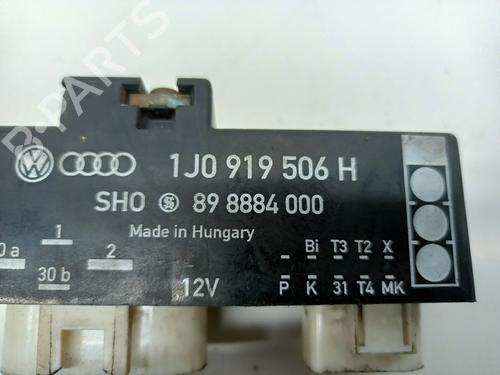 B-PARTS
1J0 919 506 H
SHO 89 8884 000
Made in Hungary
1
2
0 a
30 b
12V
Bi T3 T2 X
P K 31 T4 MK